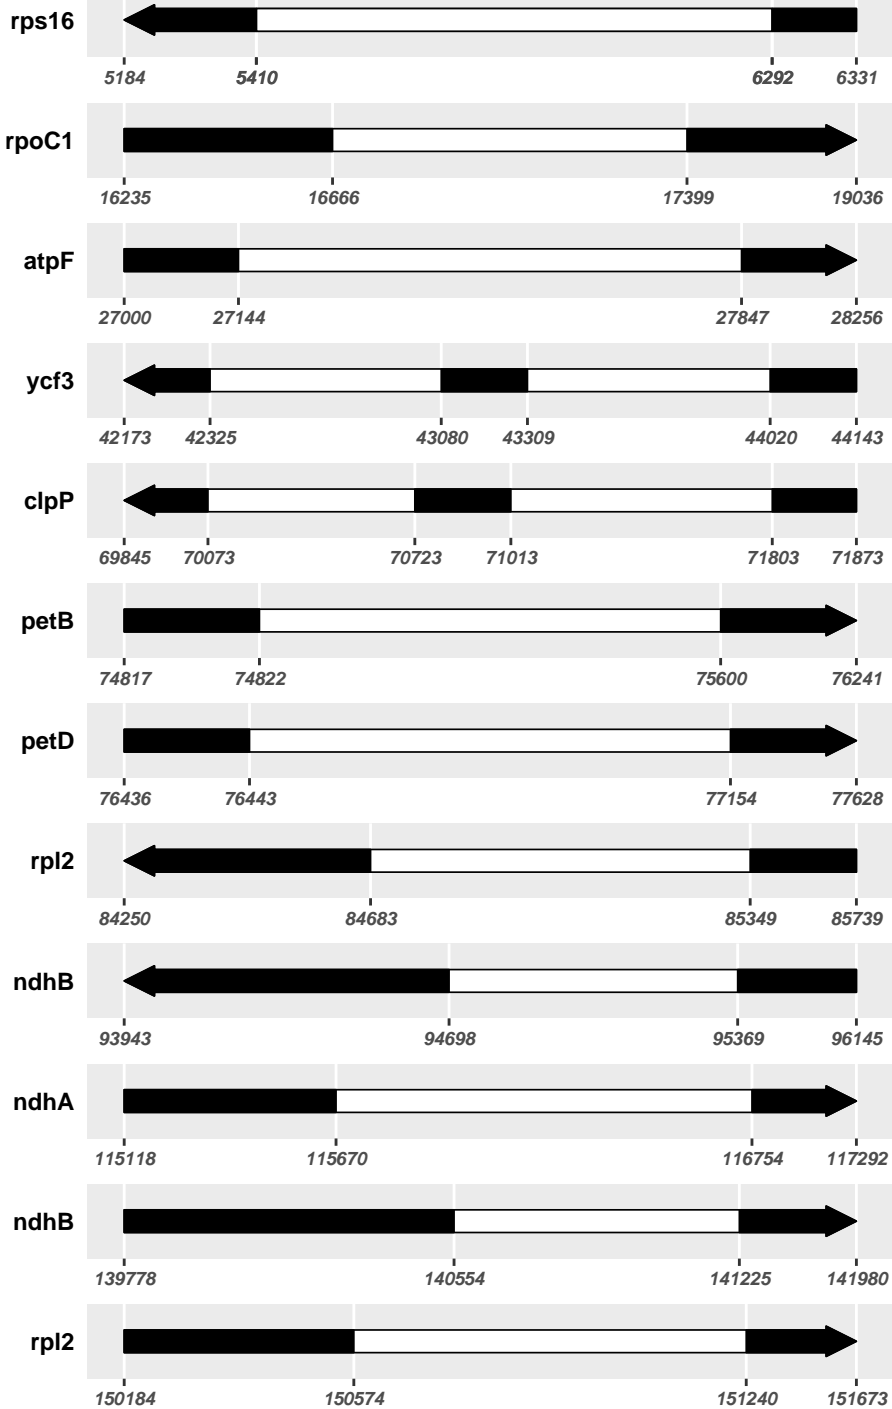 rps16
5184 5410 6292 6331
rpoC1
16235 16666 17399 19036
atpF
27000 27144 27847 28256
ycf3
42173 42325 43080 43309 44020 44143
clpP
69845 70073 70723 71013 71803 71873
petB
74817 74822 75600 76241
petD
76436 76443 77154 77628
rpl2
84250 84683 85349 85739
ndhB
93943 94698 95369 96145
ndhA
115118 115670 116754 117292
ndhB
139778 140554 141225 141980
rpl2
150184 150574 151240 151673